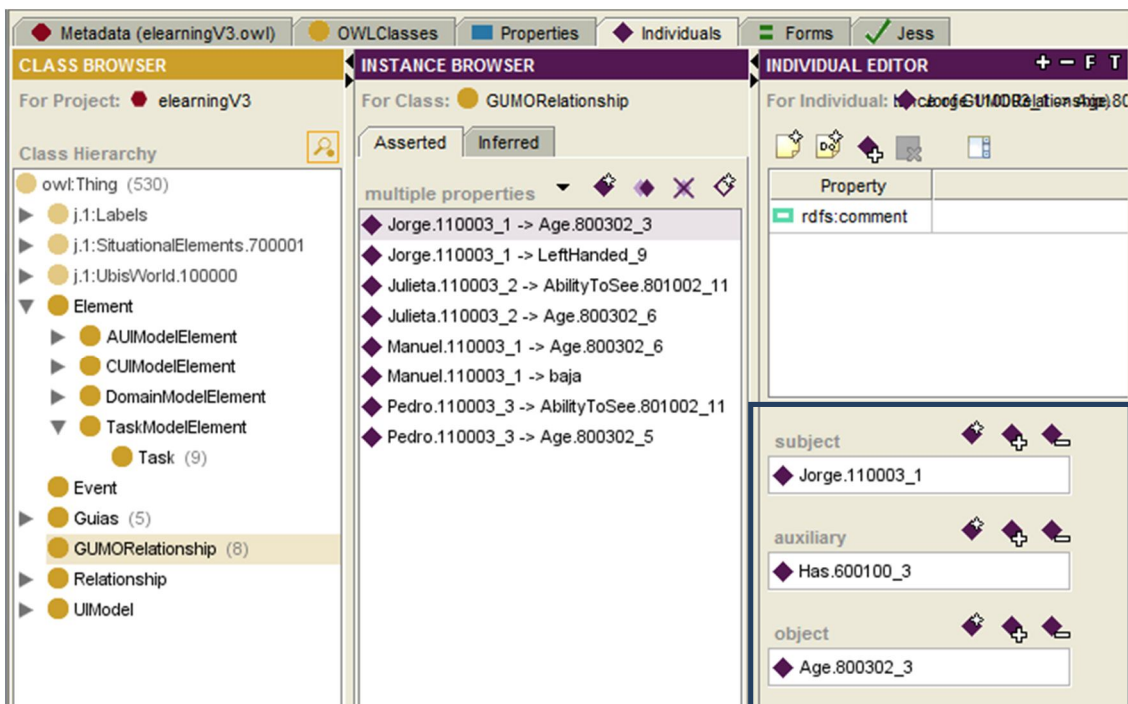 Metadata (elearningV3.owl)
OWLClasses
Properties
Individuals
Forms
Jess
CLASS BROWSER
For Project: elearningV3
Class Hierarchy
owl:Thing (530)
j.1:Labels
j.1:SituationalElements.700001
j.1:UbisWorld.100000
Element
AUIModelElement
CUIModelElement
DomainModelElement
TaskModelElement
Task (9)
Event
Guias (5)
GUMORelationship (8)
Relationship
UIModel
INSTANCE BROWSER
For Class: GUMORelationship
Asserted
Inferred
multiple properties
Jorge.110003_1 -> Age.800302_3
Jorge.110003_1 -> LeftHanded_9
Julieta.110003_2 -> AbilityToSee.801002_11
Julieta.110003_2 -> Age.800302_6
Manuel.110003_1 -> Age.800302_6
Manuel.110003_1 -> baja
Pedro.110003_3 -> AbilityToSee.801002_11
Pedro.110003_3 -> Age.800302_5
INDIVIDUAL EDITOR
+ − F T
For Individual:
Property
rdfs:comment
subject
Jorge.110003_1
auxiliary
Has.600100_3
object
Age.800302_3